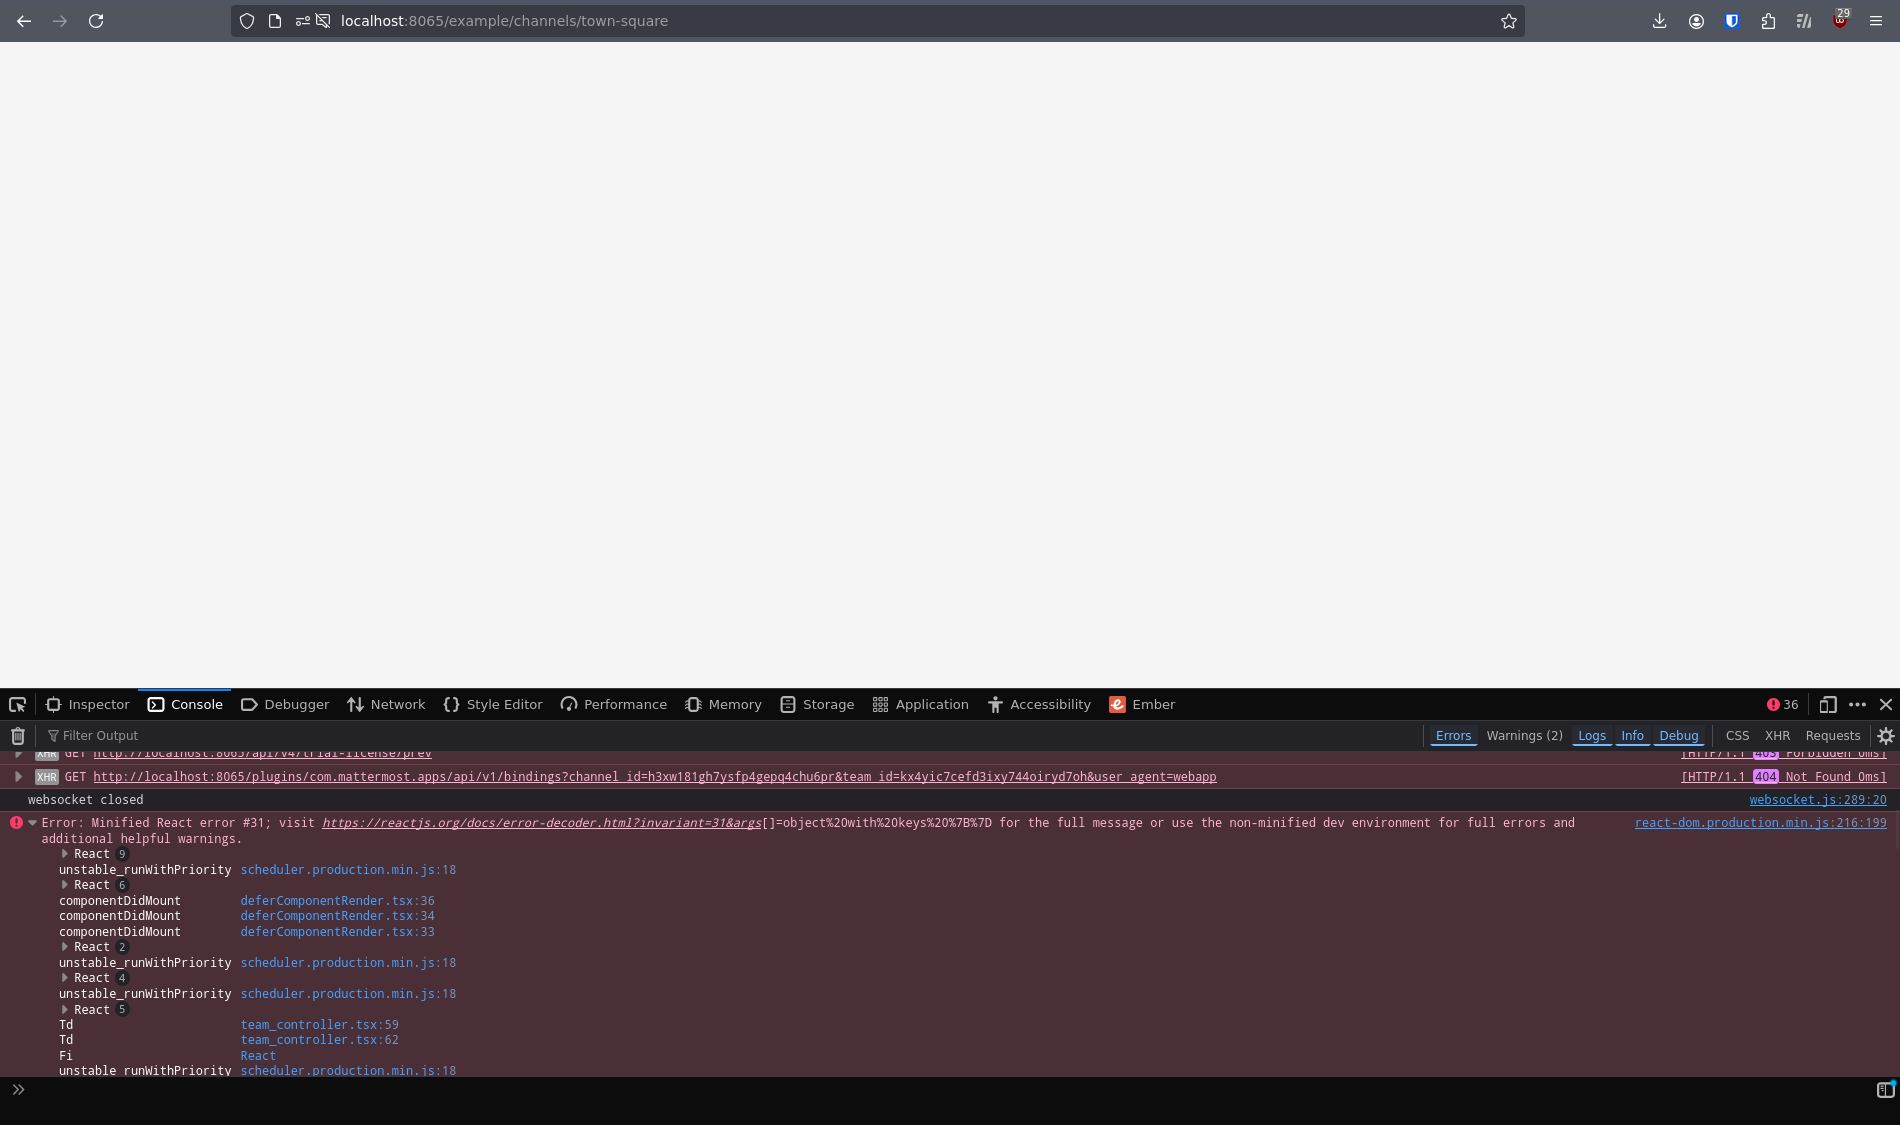 localhost:8065/example/channels/town-square
29
Inspector Console Debugger Network Style Editor Performance Memory Storage Application Accessibility Ember 36
Filter Output Errors Warnings (2) Logs Info Debug CSS XHR Requests
XHR GET http://localhost:8065/api/v4/trial-license/prev [HTTP/1.1 403 Forbidden 0ms]
XHR GET http://localhost:8065/plugins/com.mattermost.apps/api/v1/bindings?channel_id=h3xw181gh7ysfp4gepq4chu6pr&team_id=kx4yic7cefd3ixy744oiryd7oh&user_agent=webapp [HTTP/1.1 404 Not Found 0ms]
websocket closed websocket.js:289:20
Error: Minified React error #31; visit https://reactjs.org/docs/error-decoder.html?invariant=31&args[]=object%20with%20keys%20%7B%7D for the full message or use the non-minified dev environment for full errors and react-dom.production.min.js:216:199
additional helpful warnings.
React 9
unstable_runWithPriority scheduler.production.min.js:18
React 6
componentDidMount deferComponentRender.tsx:36
componentDidMount deferComponentRender.tsx:34
componentDidMount deferComponentRender.tsx:33
React 2
unstable_runWithPriority scheduler.production.min.js:18
React 4
unstable_runWithPriority scheduler.production.min.js:18
React 5
Td team_controller.tsx:59
Td team_controller.tsx:62
Fi React
unstable_runWithPriority scheduler.production.min.js:18